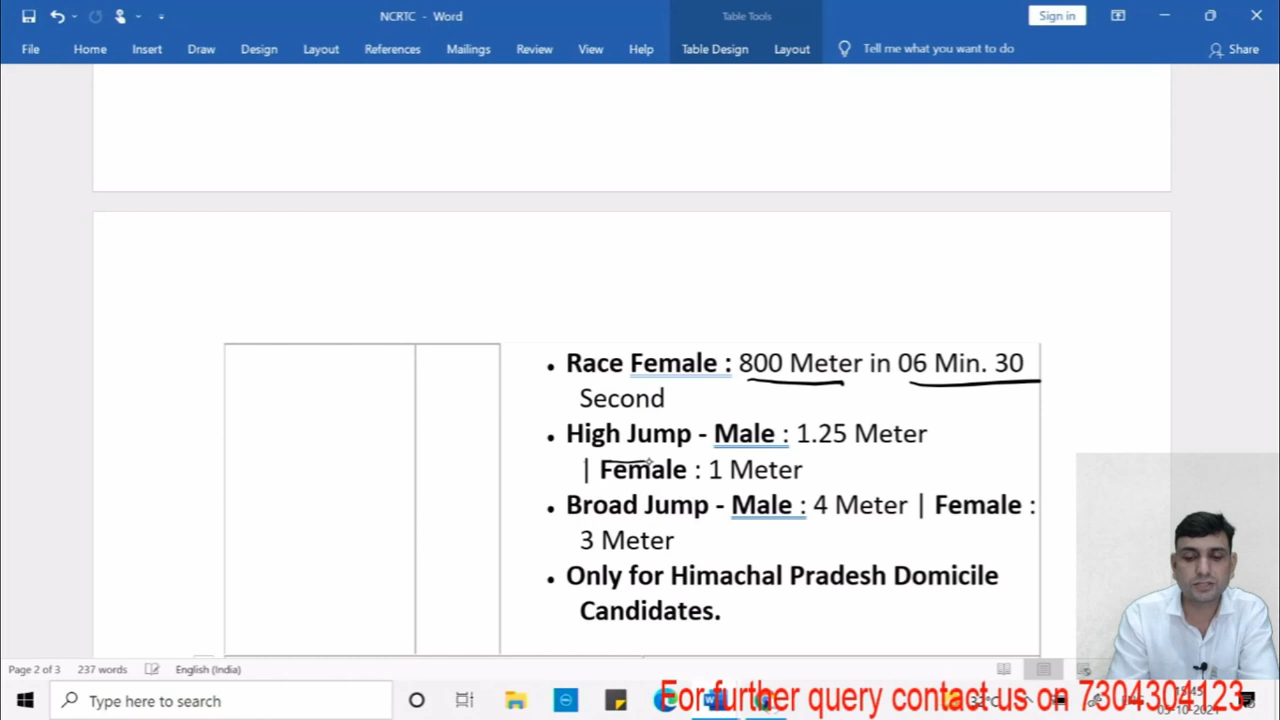 NCRTC - Word
Table Tools
Sign in
File Home Insert Draw Design Layout References Mailings Review View Help Table Design Layout Tell me what you want to do Share
• Race Female : 800 Meter in 06 Min. 30
Second
• High Jump - Male : 1.25 Meter
| Female : 1 Meter
• Broad Jump - Male : 4 Meter | Female :
3 Meter
• Only for Himachal Pradesh Domicile
Candidates.
Page 2 of 3 237 words English (India)
Type here to search
For further query contact us on 7304304123